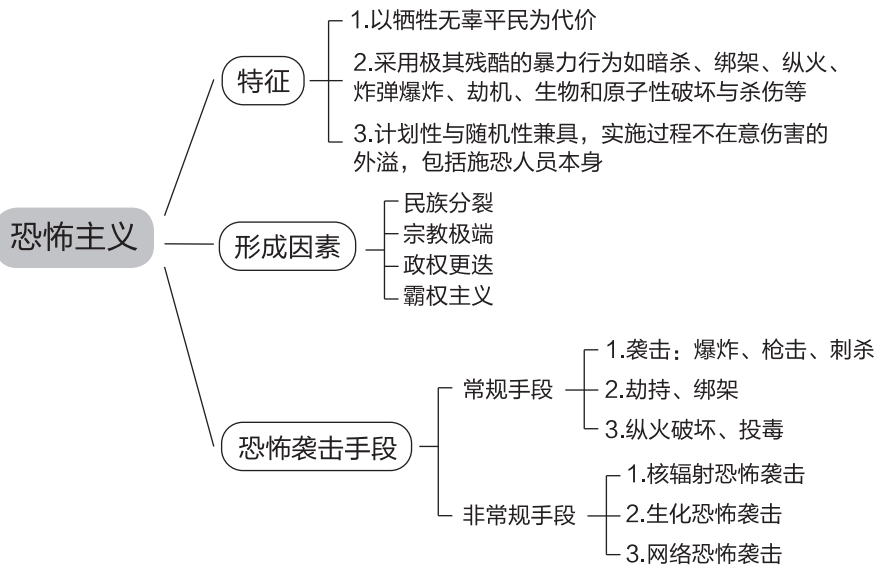 恐怖主义
特征
1.以牺牲无辜平民为代价
2.采用极其残酷的暴力行为如暗杀、绑架、纵火、
炸弹爆炸、劫机、生物和原子性破坏与杀伤等
3.计划性与随机性兼具，实施过程不在意伤害的
外溢，包括施恐人员本身
形成因素
民族分裂
宗教极端
政权更迭
霸权主义
恐怖袭击手段
常规手段
1.袭击：爆炸、枪击、刺杀
2.劫持、绑架
3.纵火破坏、投毒
非常规手段
1.核辐射恐怖袭击
2.生化恐怖袭击
3.网络恐怖袭击